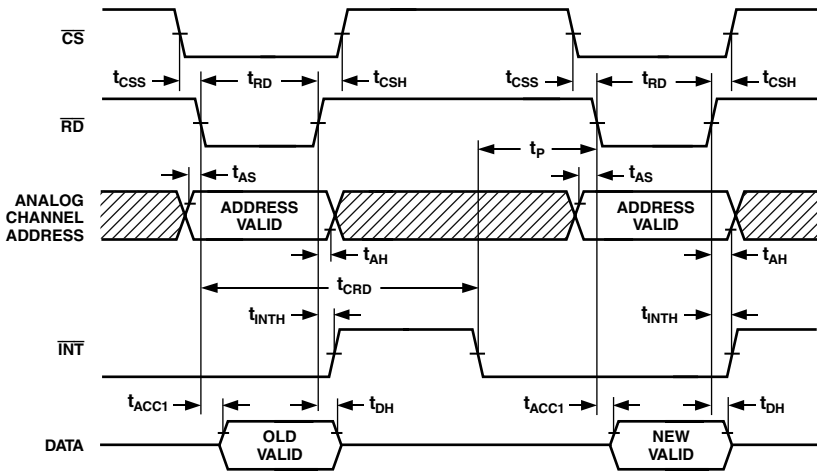 CS
tCSS tRD tCSH tCSS tRD tCSH
RD
tP
tAS tAS
ANALOG
CHANNEL
ADDRESS
ADDRESS
VALID
ADDRESS
VALID
tAH tAH
tCRD
tINTH tINTH
INT
tACC1 tDH tACC1 tDH
DATA
OLD
VALID
NEW
VALID